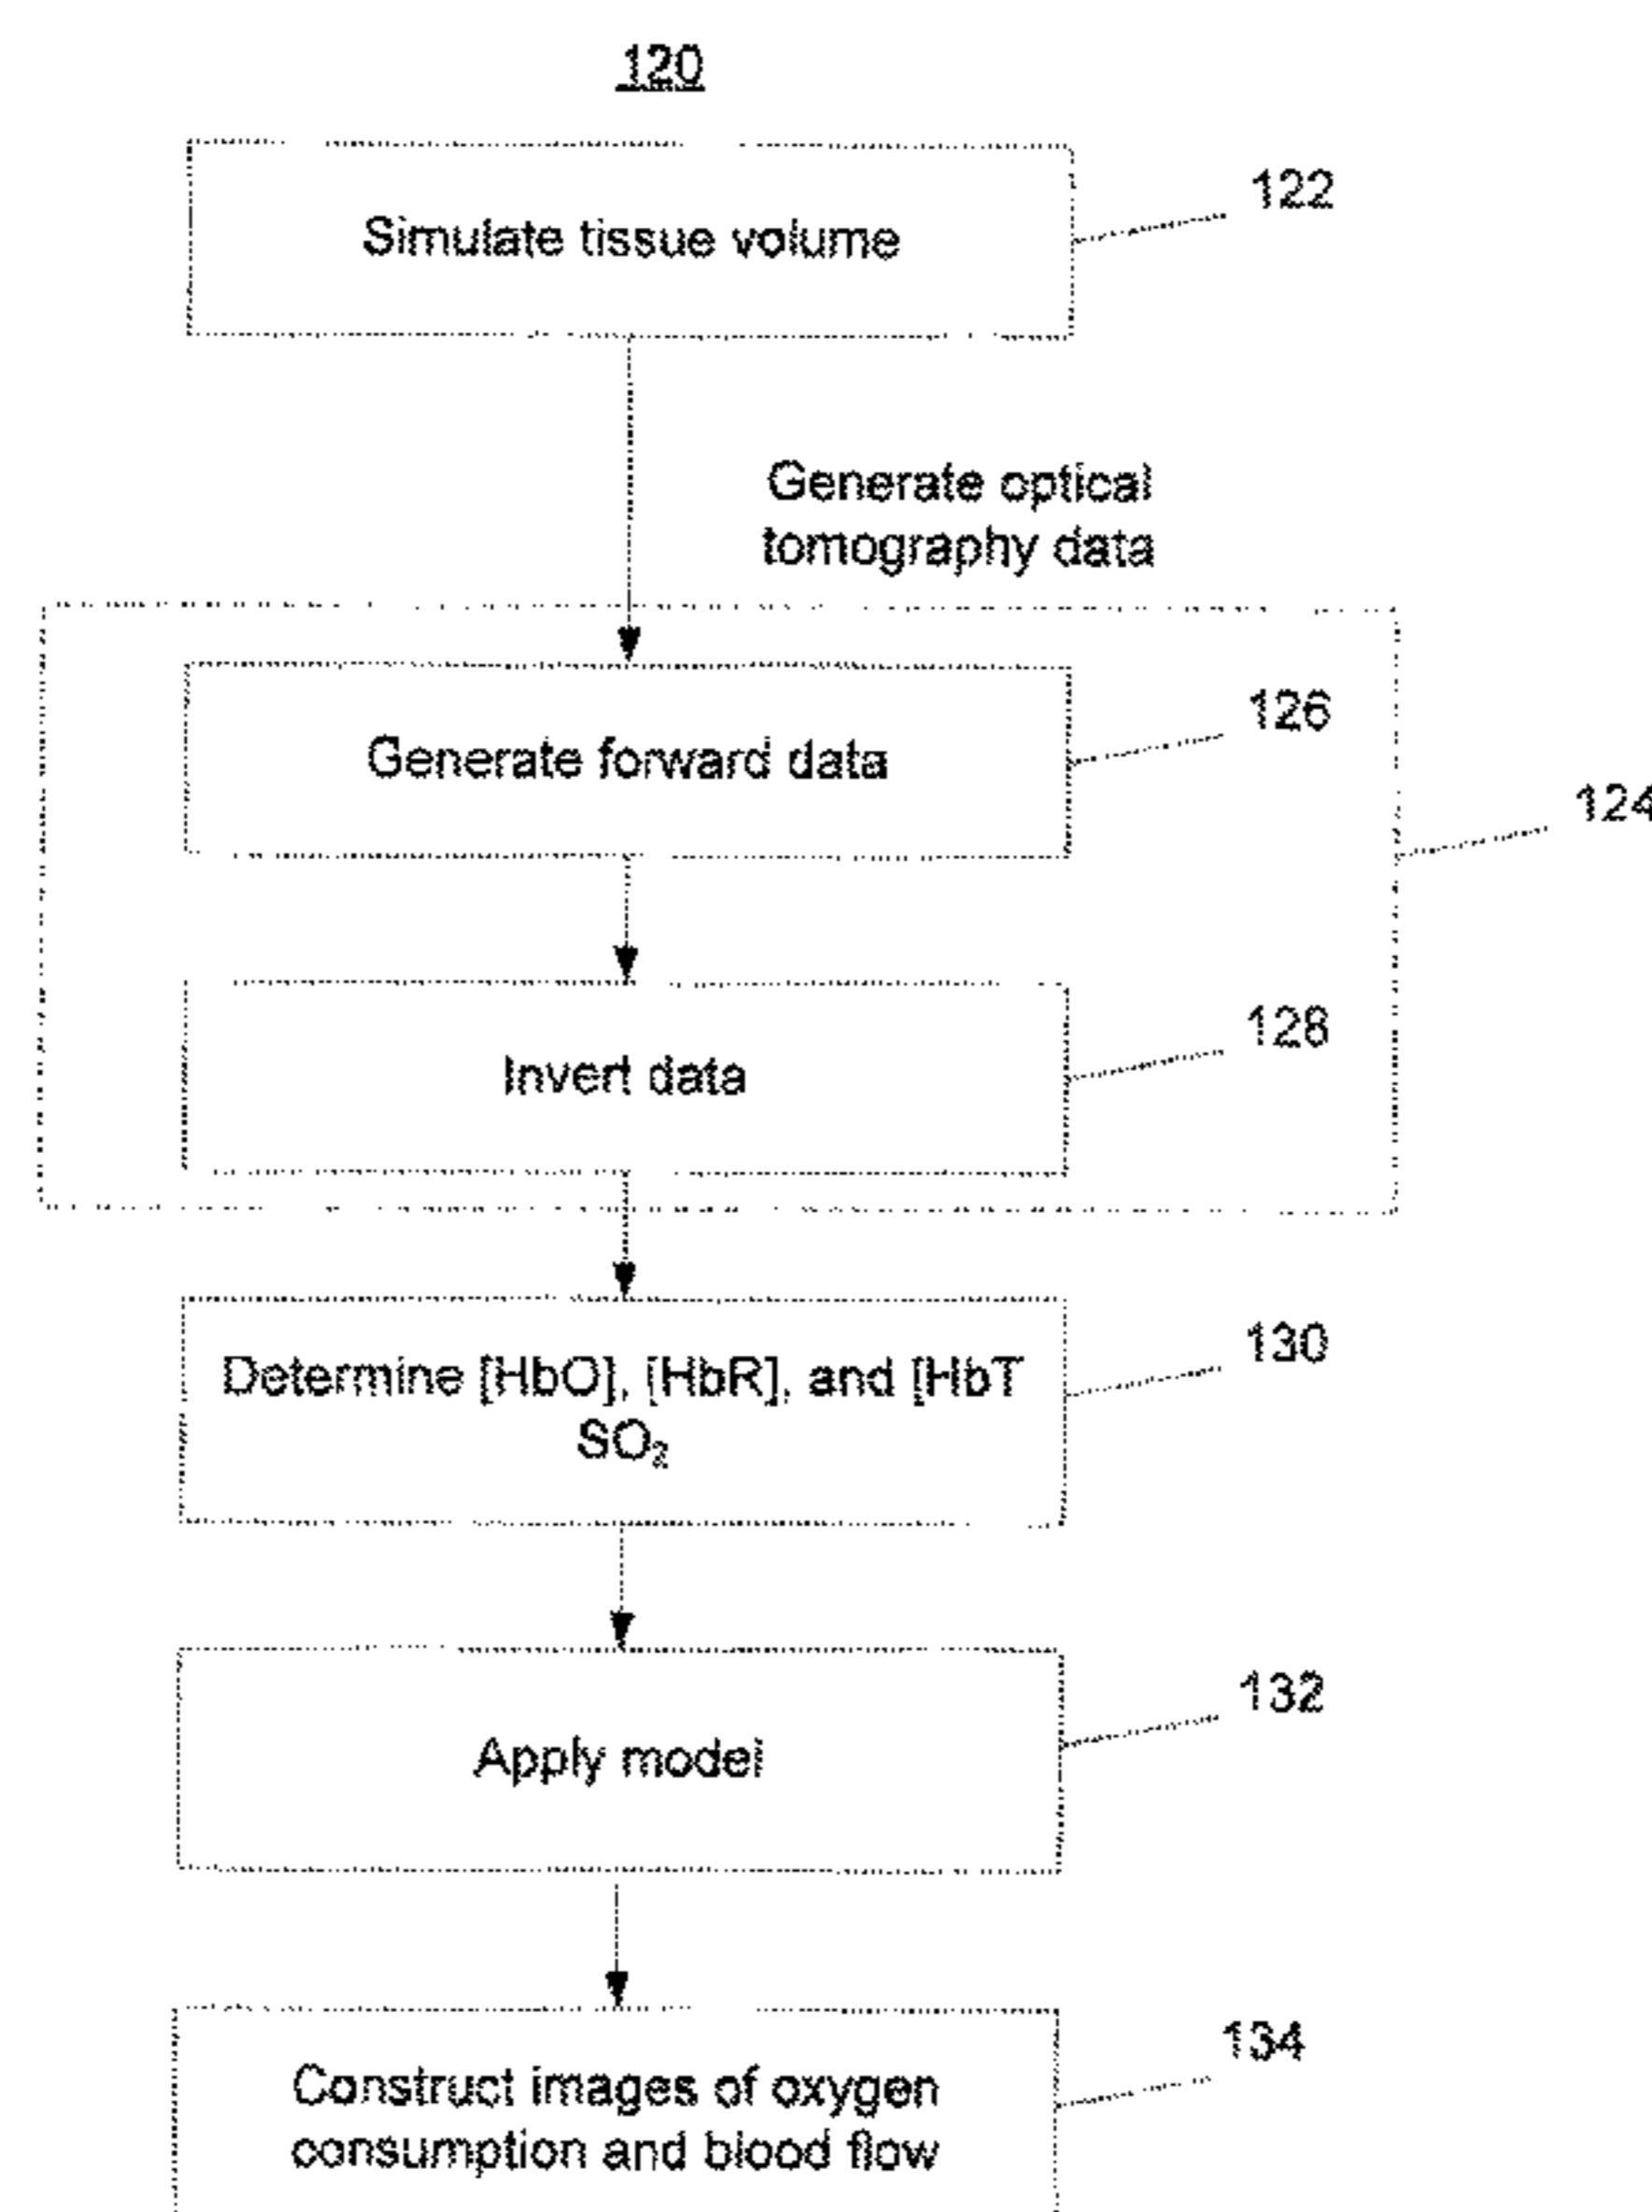 120
Simulate tissue volume
122
Generate optical
tomography data
Generate forward data
126
124
Invert data
128
Determine [HbO], [HbR], and [HbT
SO₂
130
Apply model
132
Construct images of oxygen
consumption and blood flow
134